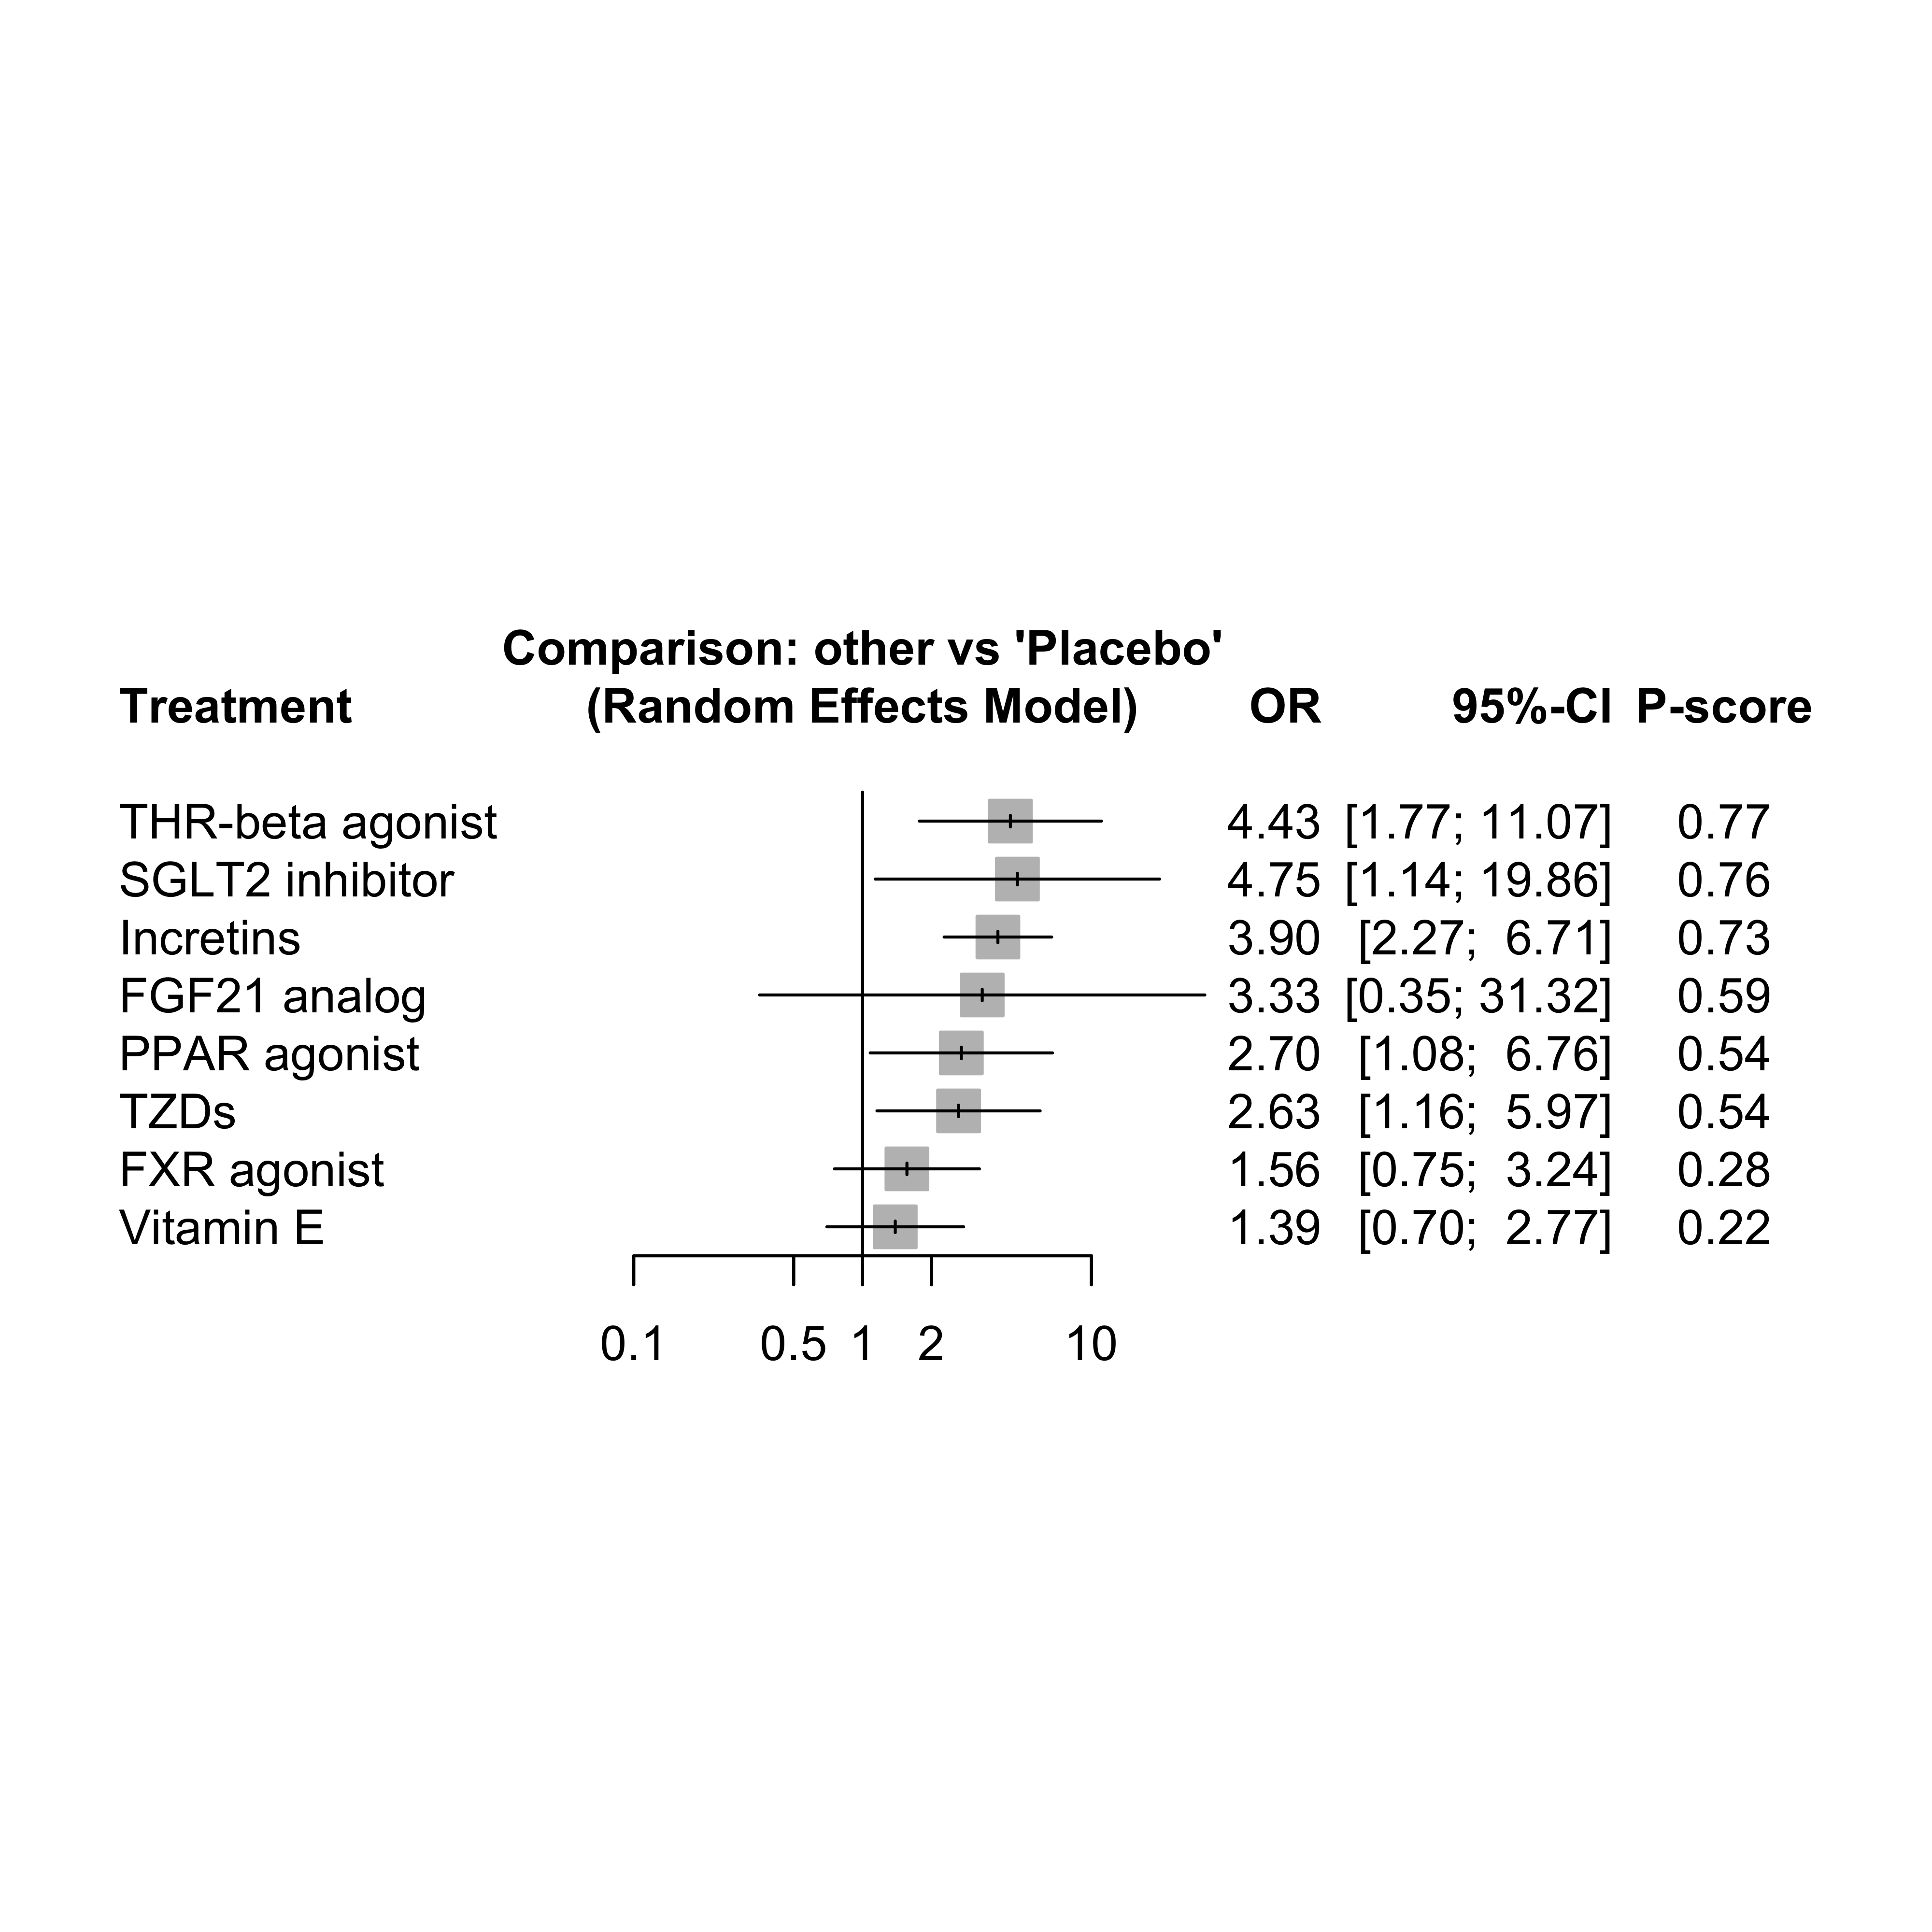 Comparison: other vs 'Placebo'
Treatment (Random Effects Model) OR 95%-CI P-score
THR-beta agonist 4.43 [1.77; 11.07] 0.77
SGLT2 inhibitor 4.75 [1.14; 19.86] 0.76
Incretins 3.90 [2.27; 6.71] 0.73
FGF21 analog 3.33 [0.35; 31.32] 0.59
PPAR agonist 2.70 [1.08; 6.76] 0.54
TZDs 2.63 [1.16; 5.97] 0.54
FXR agonist 1.56 [0.75; 3.24] 0.28
Vitamin E 1.39 [0.70; 2.77] 0.22
0.1 0.5 1 2 10